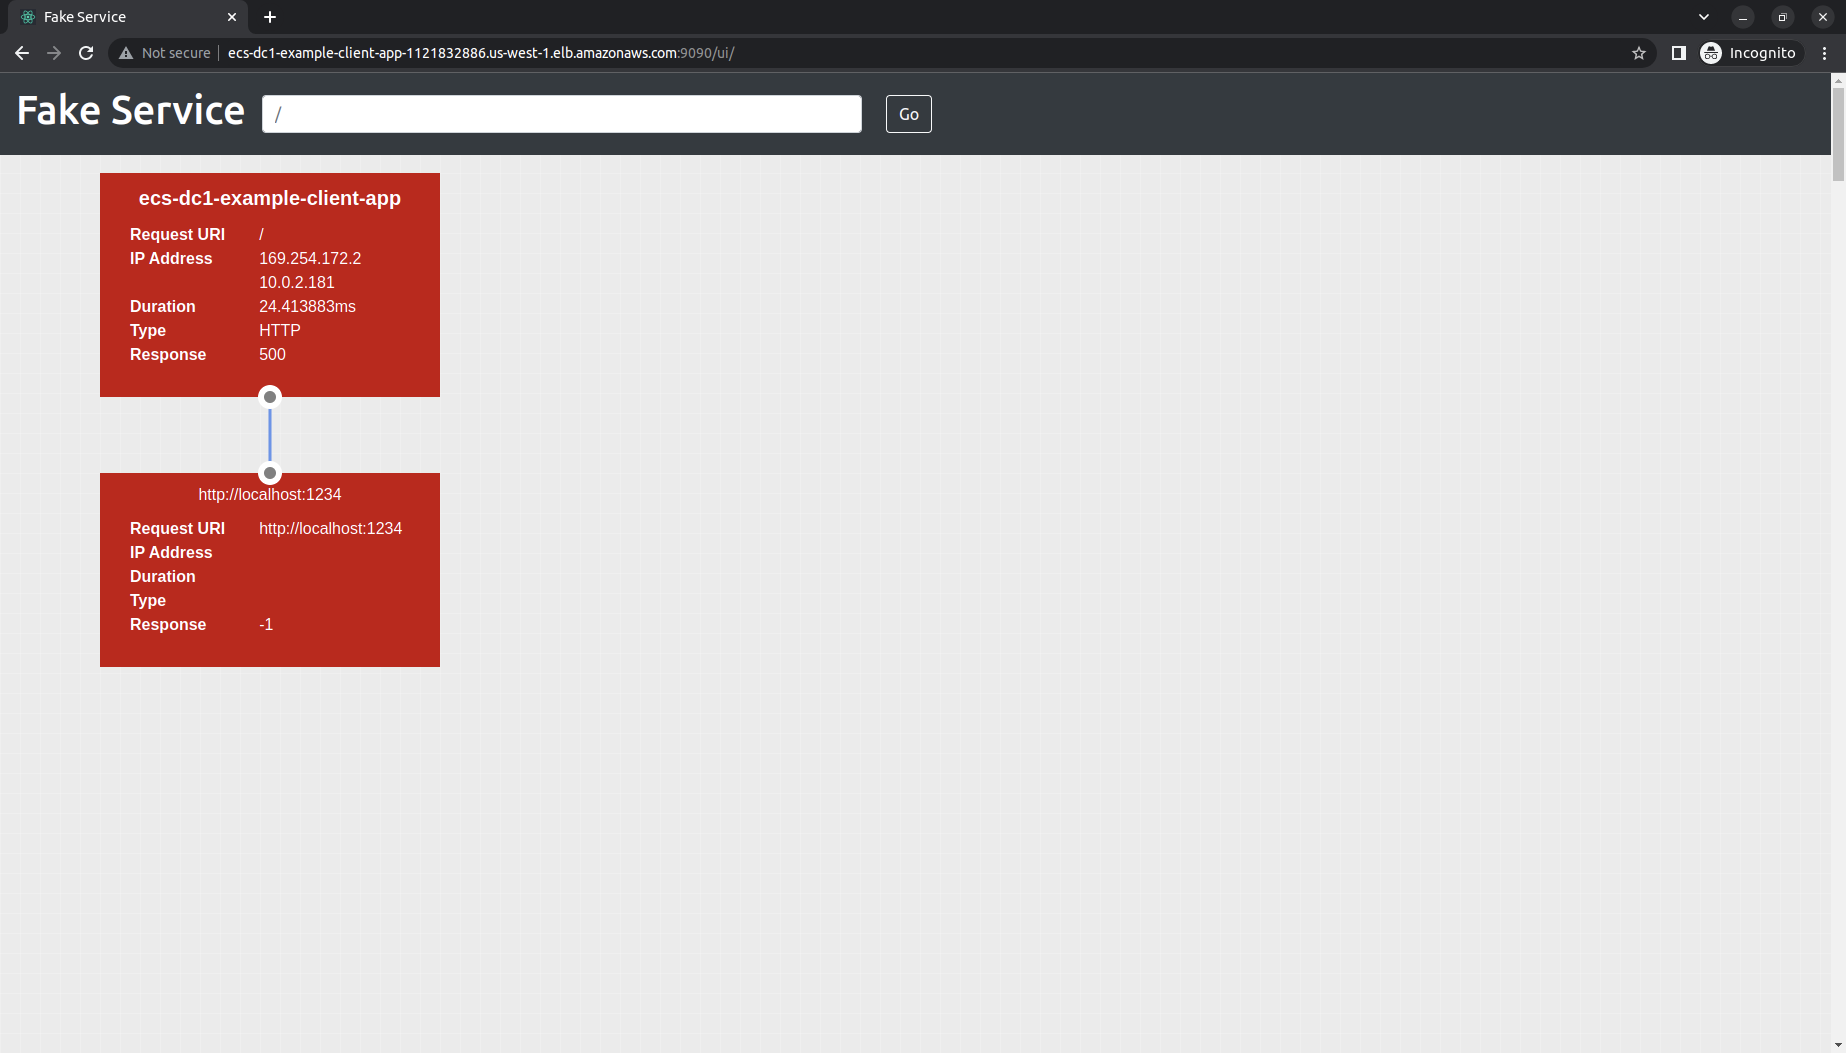 Fake Service
Not secure ecs-dc1-example-client-app-1121832886.us-west-1.elb.amazonaws.com:9090/ui/ Incognito
Fake Service / Go
ecs-dc1-example-client-app
Request URI /
IP Address 169.254.172.2
10.0.2.181
Duration 24.413883ms
Type HTTP
Response 500
http://localhost:1234
Request URI http://localhost:1234
IP Address
Duration
Type
Response -1